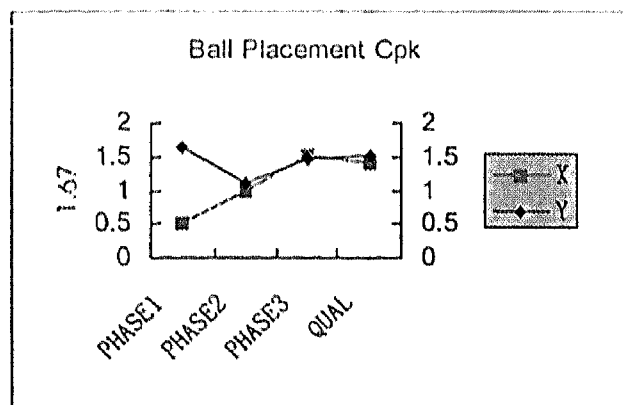 Ball Placement Cpk
1.67
2
1.5
1
0.5
0
2
1.5
1
0.5
0
PHASE1
PHASE2
PHASE3
QUAL
X
Y